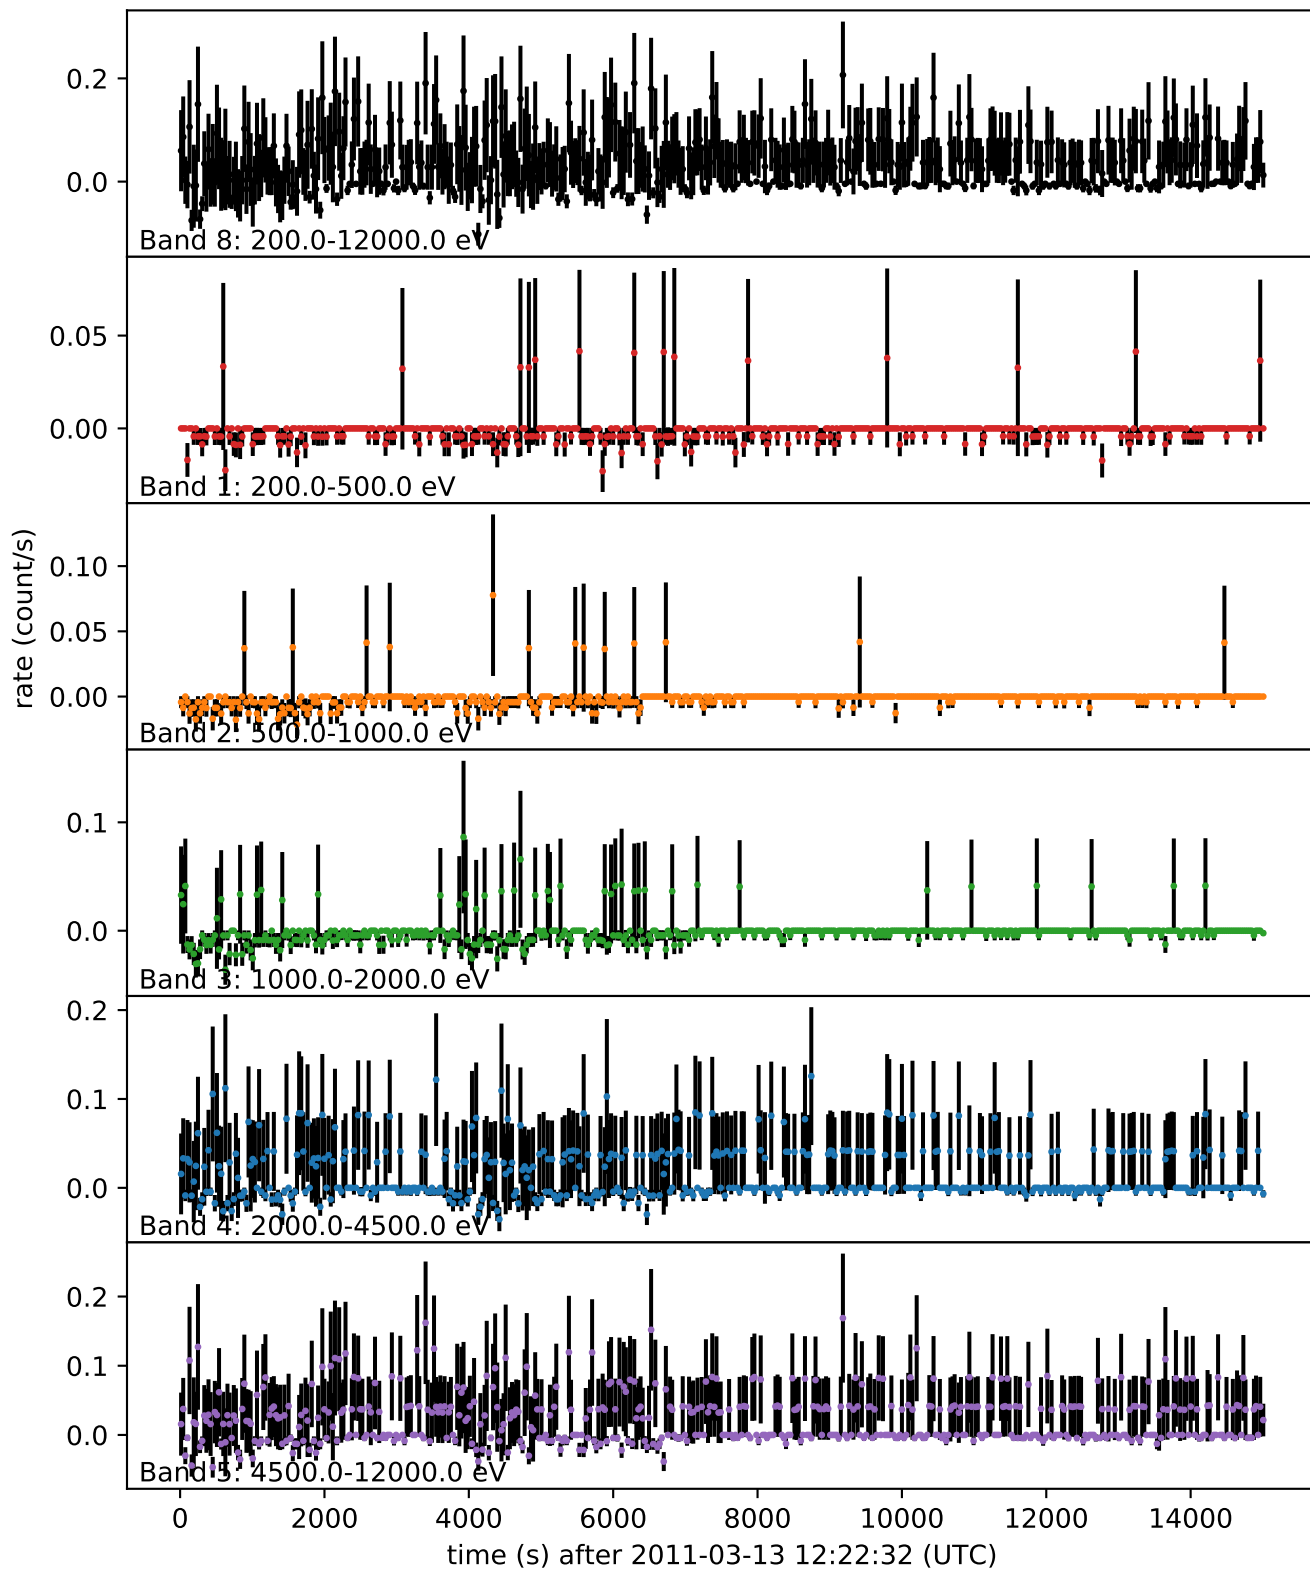 0.2
0.0
Band 8: 200.0-12000.0 eV
0.05
0.00
Band 1: 200.0-500.0 eV
rate (count/s)
0.10
0.05
0.00
Band 2: 500.0-1000.0 eV
0.1
0.0
Band 3: 1000.0-2000.0 eV
0.2
0.1
0.0
Band 4: 2000.0-4500.0 eV
0.2
0.1
0.0
Band 5: 4500.0-12000.0 eV
0 2000 4000 6000 8000 10000 12000 14000
time (s) after 2011-03-13 12:22:32 (UTC)